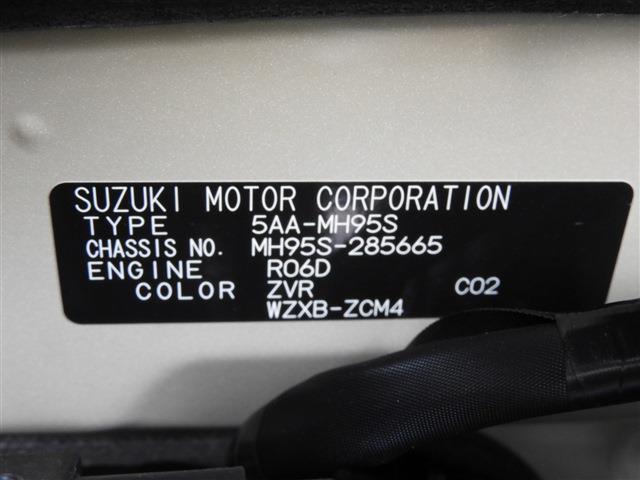 SUZUKI MOTOR CORPORATION
TYPE 5AA-MH95S
CHASSIS NO. MH95S-285665
ENGINE R06D
COLOR ZVR C02
WZXB-ZCM4